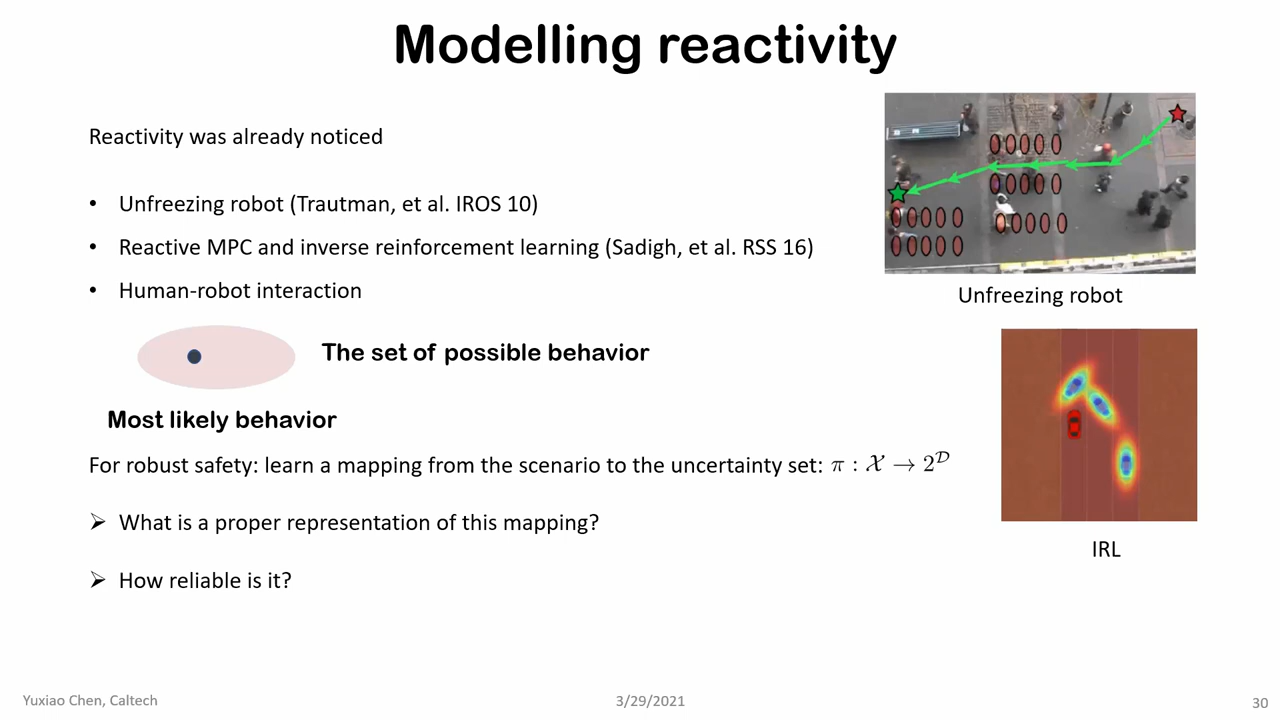 Modelling reactivity
Reactivity was already noticed
• Unfreezing robot (Trautman, et al. IROS 10)
• Reactive MPC and inverse reinforcement learning (Sadigh, et al. RSS 16)
• Human-robot interaction
Unfreezing robot
The set of possible behavior
Most likely behavior
For robust safety: learn a mapping from the scenario to the uncertainty set: π : 𝒳 → 2^𝒟
➢ What is a proper representation of this mapping?
IRL
➢ How reliable is it?
Yuxiao Chen, Caltech
3/29/2021
30